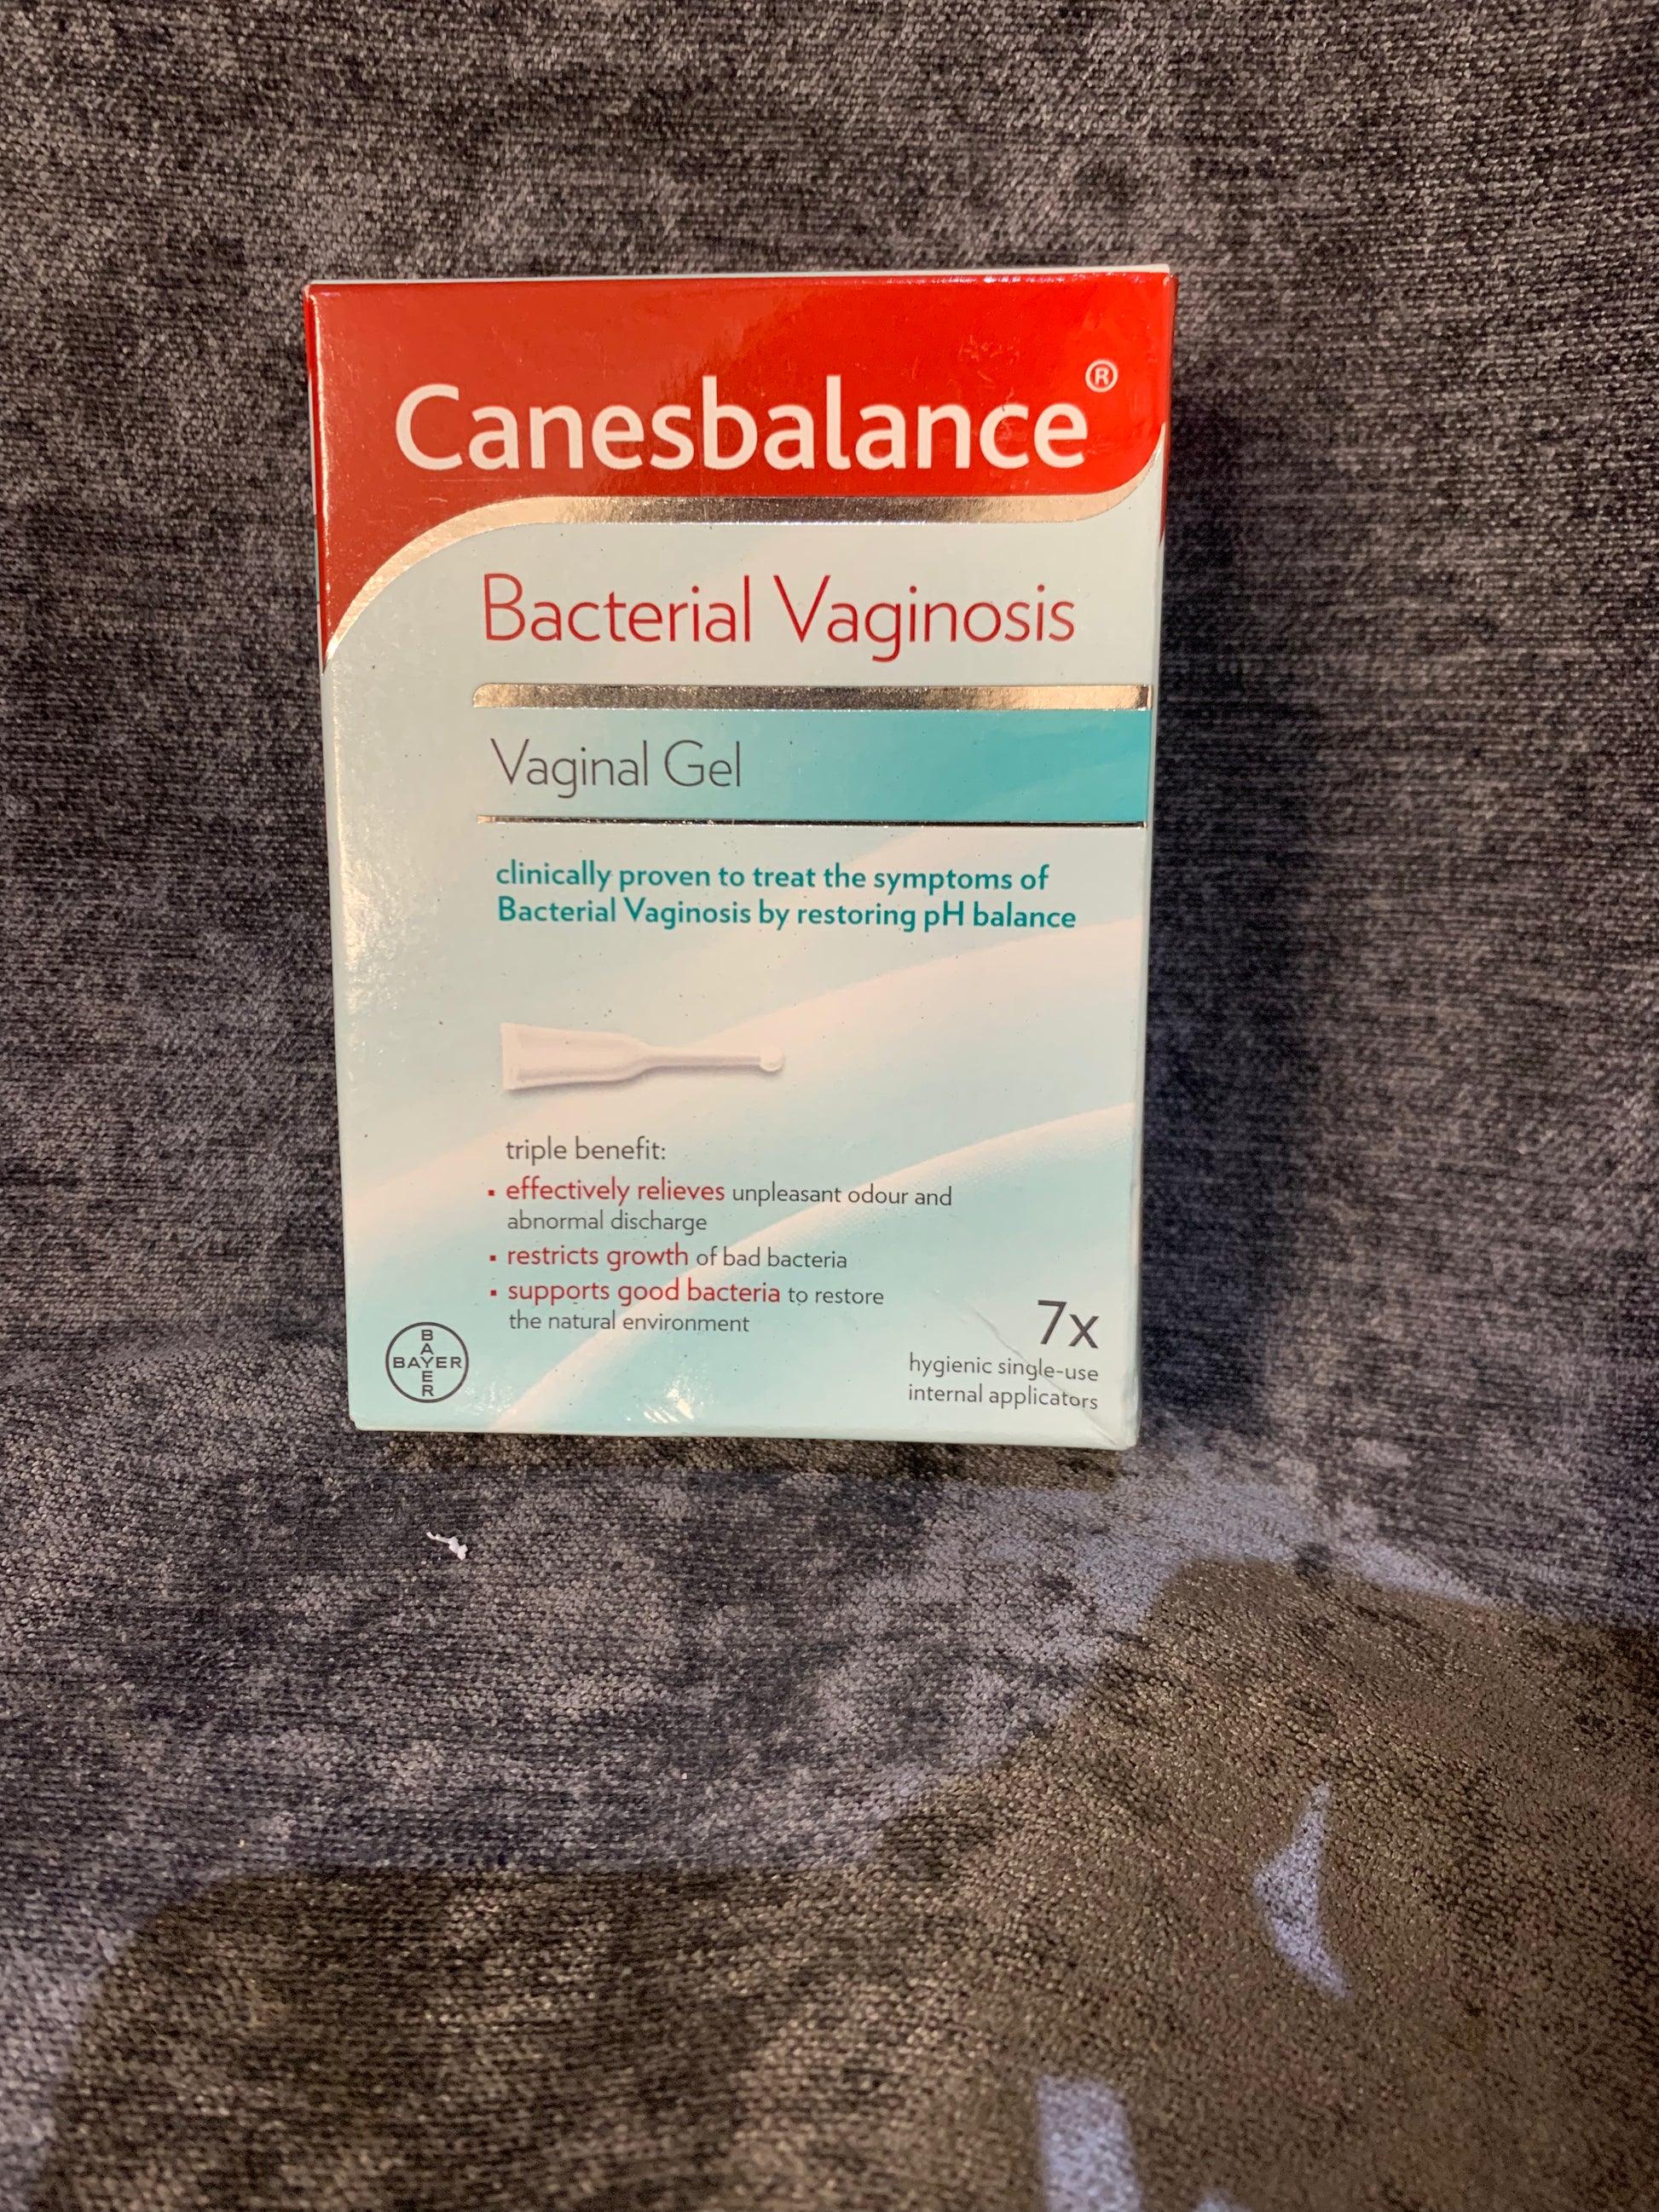 Canesbalance®
Bacterial Vaginosis
Vaginal Gel
clinically proven to treat the symptoms of
Bacterial Vaginosis by restoring pH balance
triple benefit:
▪ effectively relieves unpleasant odour and
abnormal discharge
▪ restricts growth of bad bacteria
▪ supports good bacteria to restore
the natural environment
7x
hygienic single-use
internal applicators
BAYER
BAYER